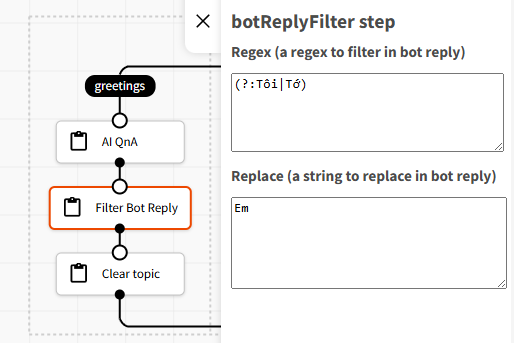 botReplyFilter step
Regex (a regex to filter in bot reply)
(?:Tôi|Tớ)
Replace (a string to replace in bot reply)
Em
greetings
AI QnA
Filter Bot Reply
Clear topic